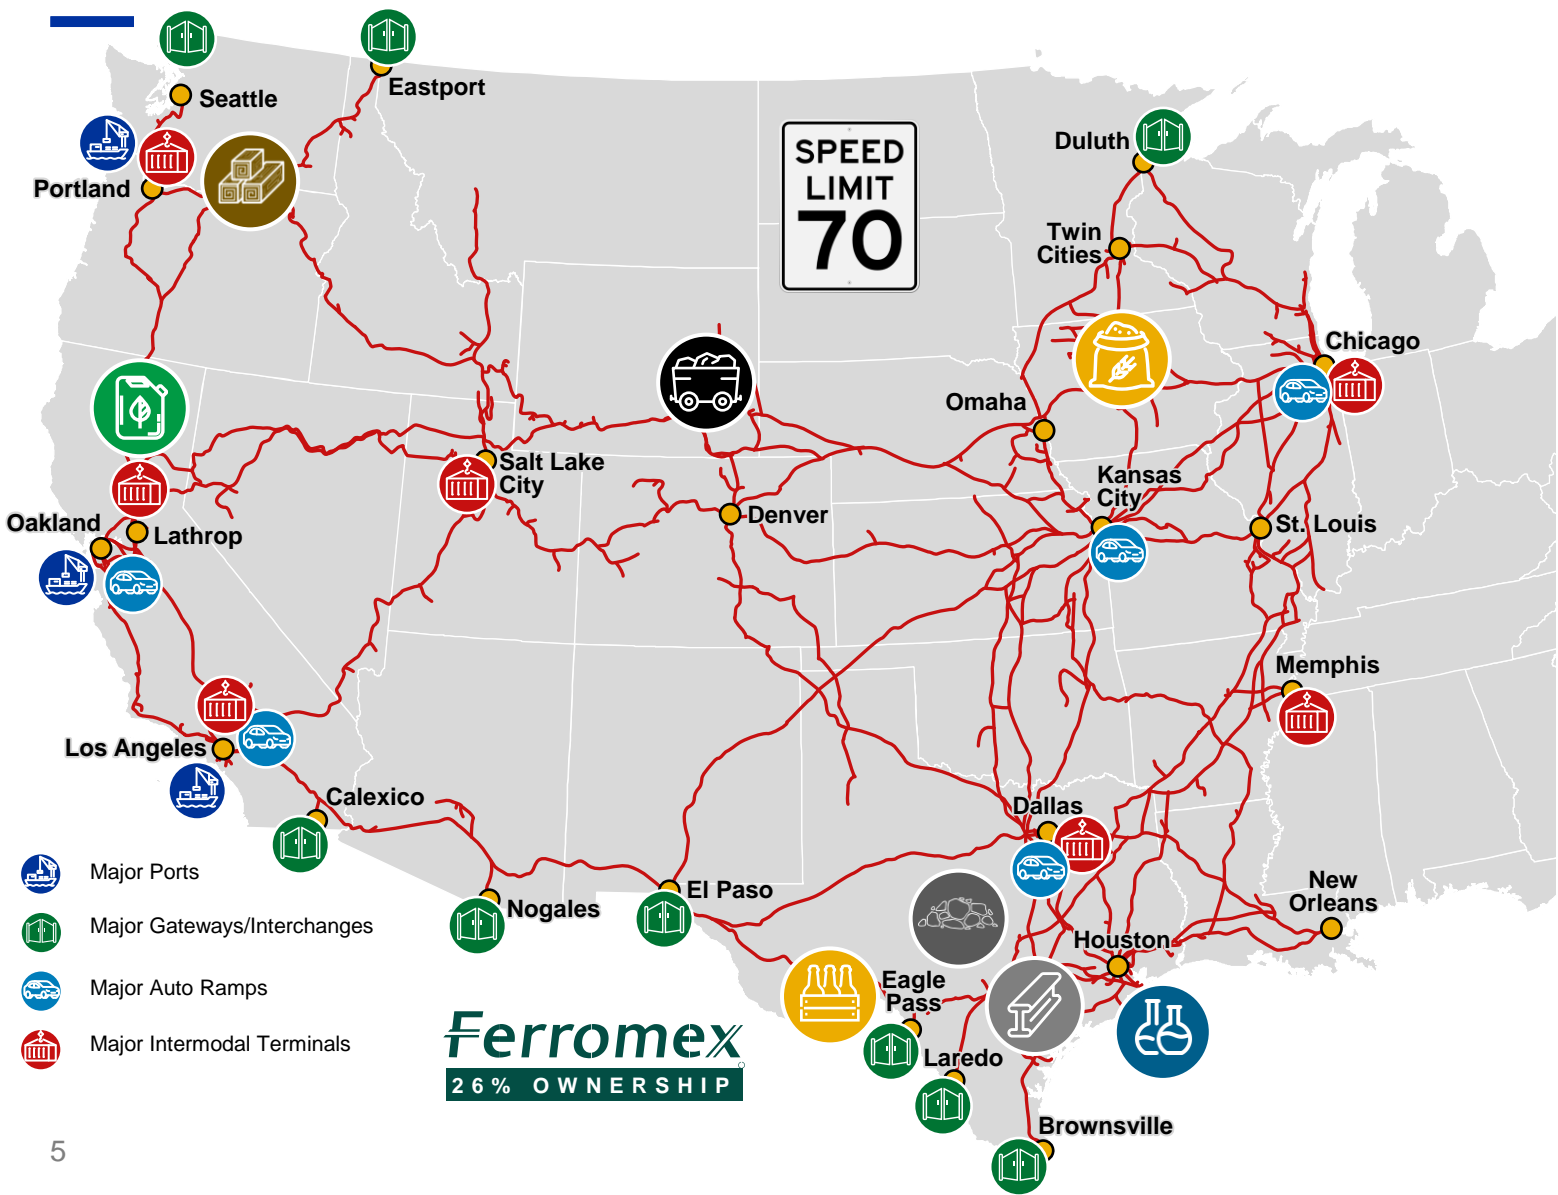 Seattle
Eastport
Portland
SPEED
LIMIT
70
Duluth
Twin
Cities
Chicago
Omaha
Salt Lake
City
Denver
Kansas
City
St. Louis
Oakland
Lathrop
Memphis
Los Angeles
Calexico
Dallas
Nogales
El Paso
New
Orleans
Houston
Eagle
Pass
Laredo
Brownsville
Major Ports
Major Gateways/Interchanges
Major Auto Ramps
Major Intermodal Terminals
Ferromex
26% OWNERSHIP
5